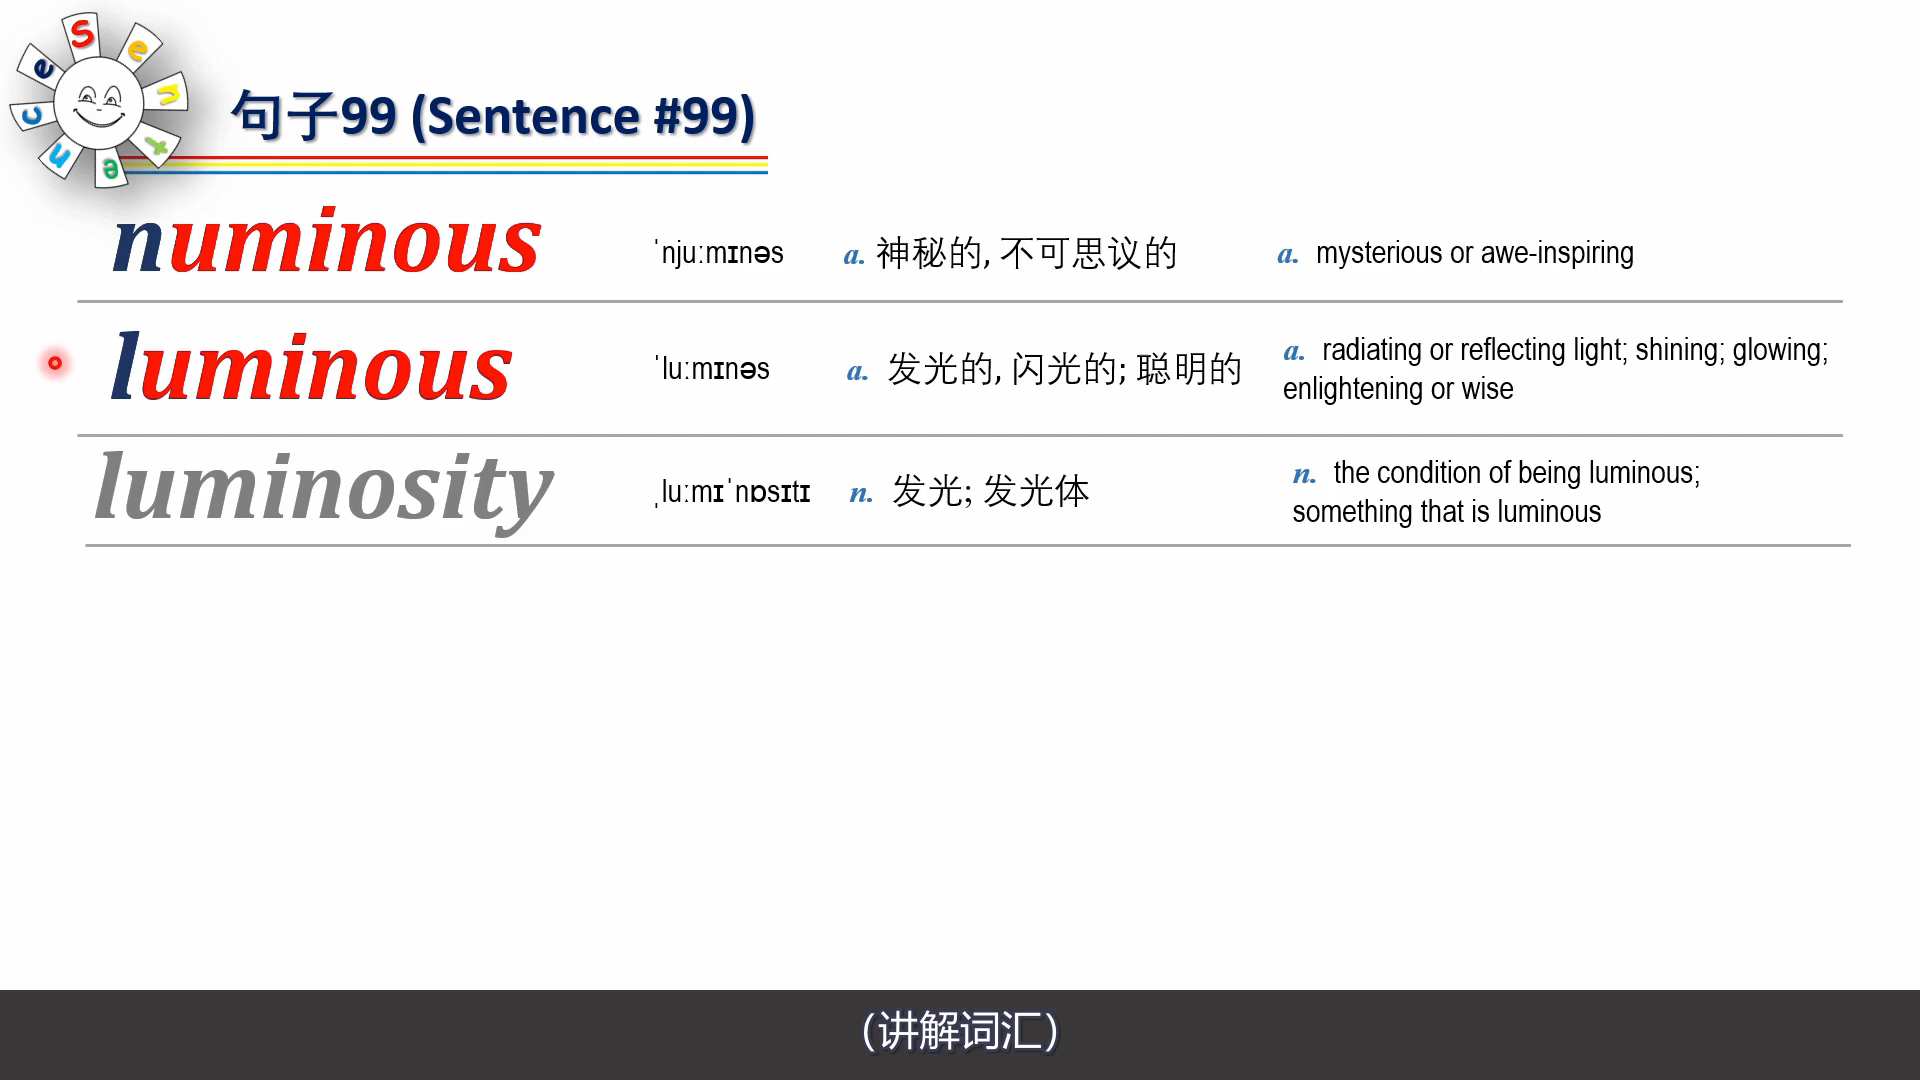 Sentence
句子99 (Sentence #99)
numinous ˈnjuːmɪnəs a. 神秘的, 不可思议的 a. mysterious or awe-inspiring
luminous ˈluːmɪnəs a. 发光的, 闪光的; 聪明的 a. radiating or reflecting light; shining; glowing;
enlightening or wise
luminosity ˌluːmɪˈnɒsɪtɪ n. 发光; 发光体 n. the condition of being luminous;
something that is luminous
(讲解词汇)